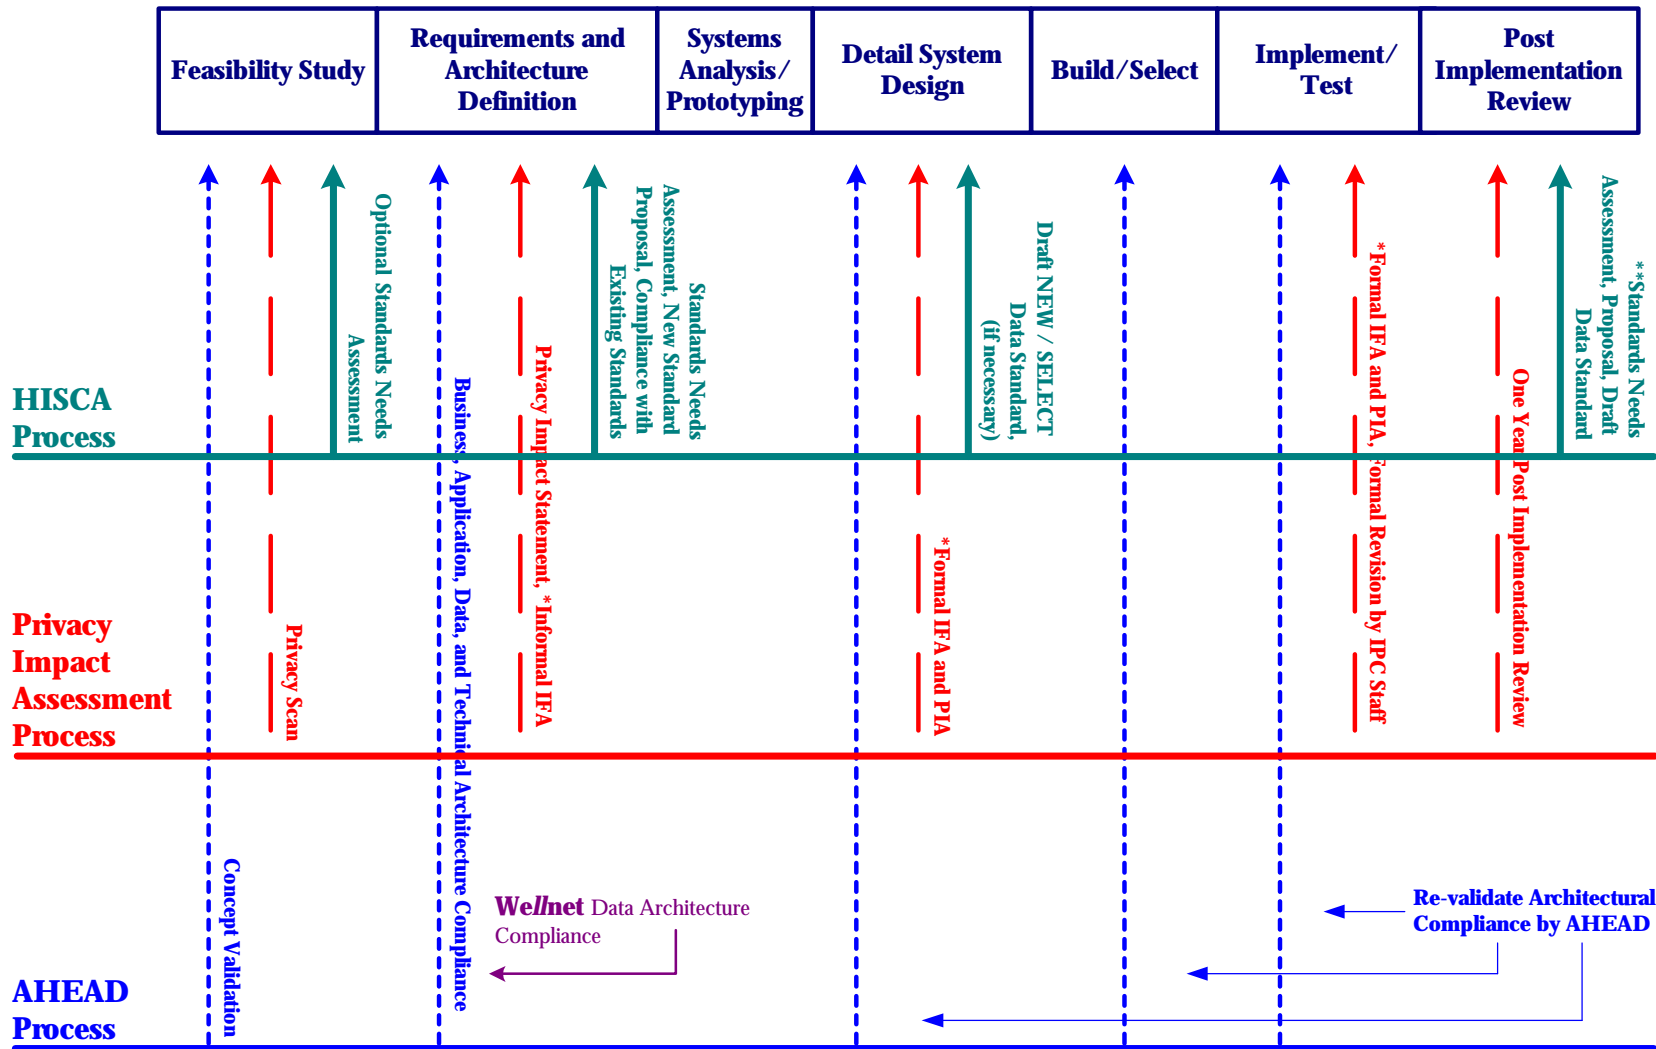 Feasibility Study
Requirements and
Architecture
Definition
Systems
Analysis/
Prototyping
Detail System
Design
Build/Select
Implement/
Test
Post
Implementation
Review
HISCA
Process
Optional Standards Needs
Assessment
Standards Needs
Assessment, New Standard
Proposal, Compliance with
Existing Standards
Draft NEW / SELECT
Data Standard,
(if necessary)
**Standards Needs
Assessment, Proposal, Draft
Data Standard
Privacy
Impact
Assessment
Process
Privacy Scan
Privacy Impact Statement, *Informal IFA
*Formal IFA and PIA
*Formal IFA and PIA, Formal Revision by IPC Staff
One Year Post Implementation Review
AHEAD
Process
Concept Validation
Business, Application, Data, and Technical Architecture Compliance
Wellnet Data Architecture
Compliance
Re-validate Architectural
Compliance by AHEAD